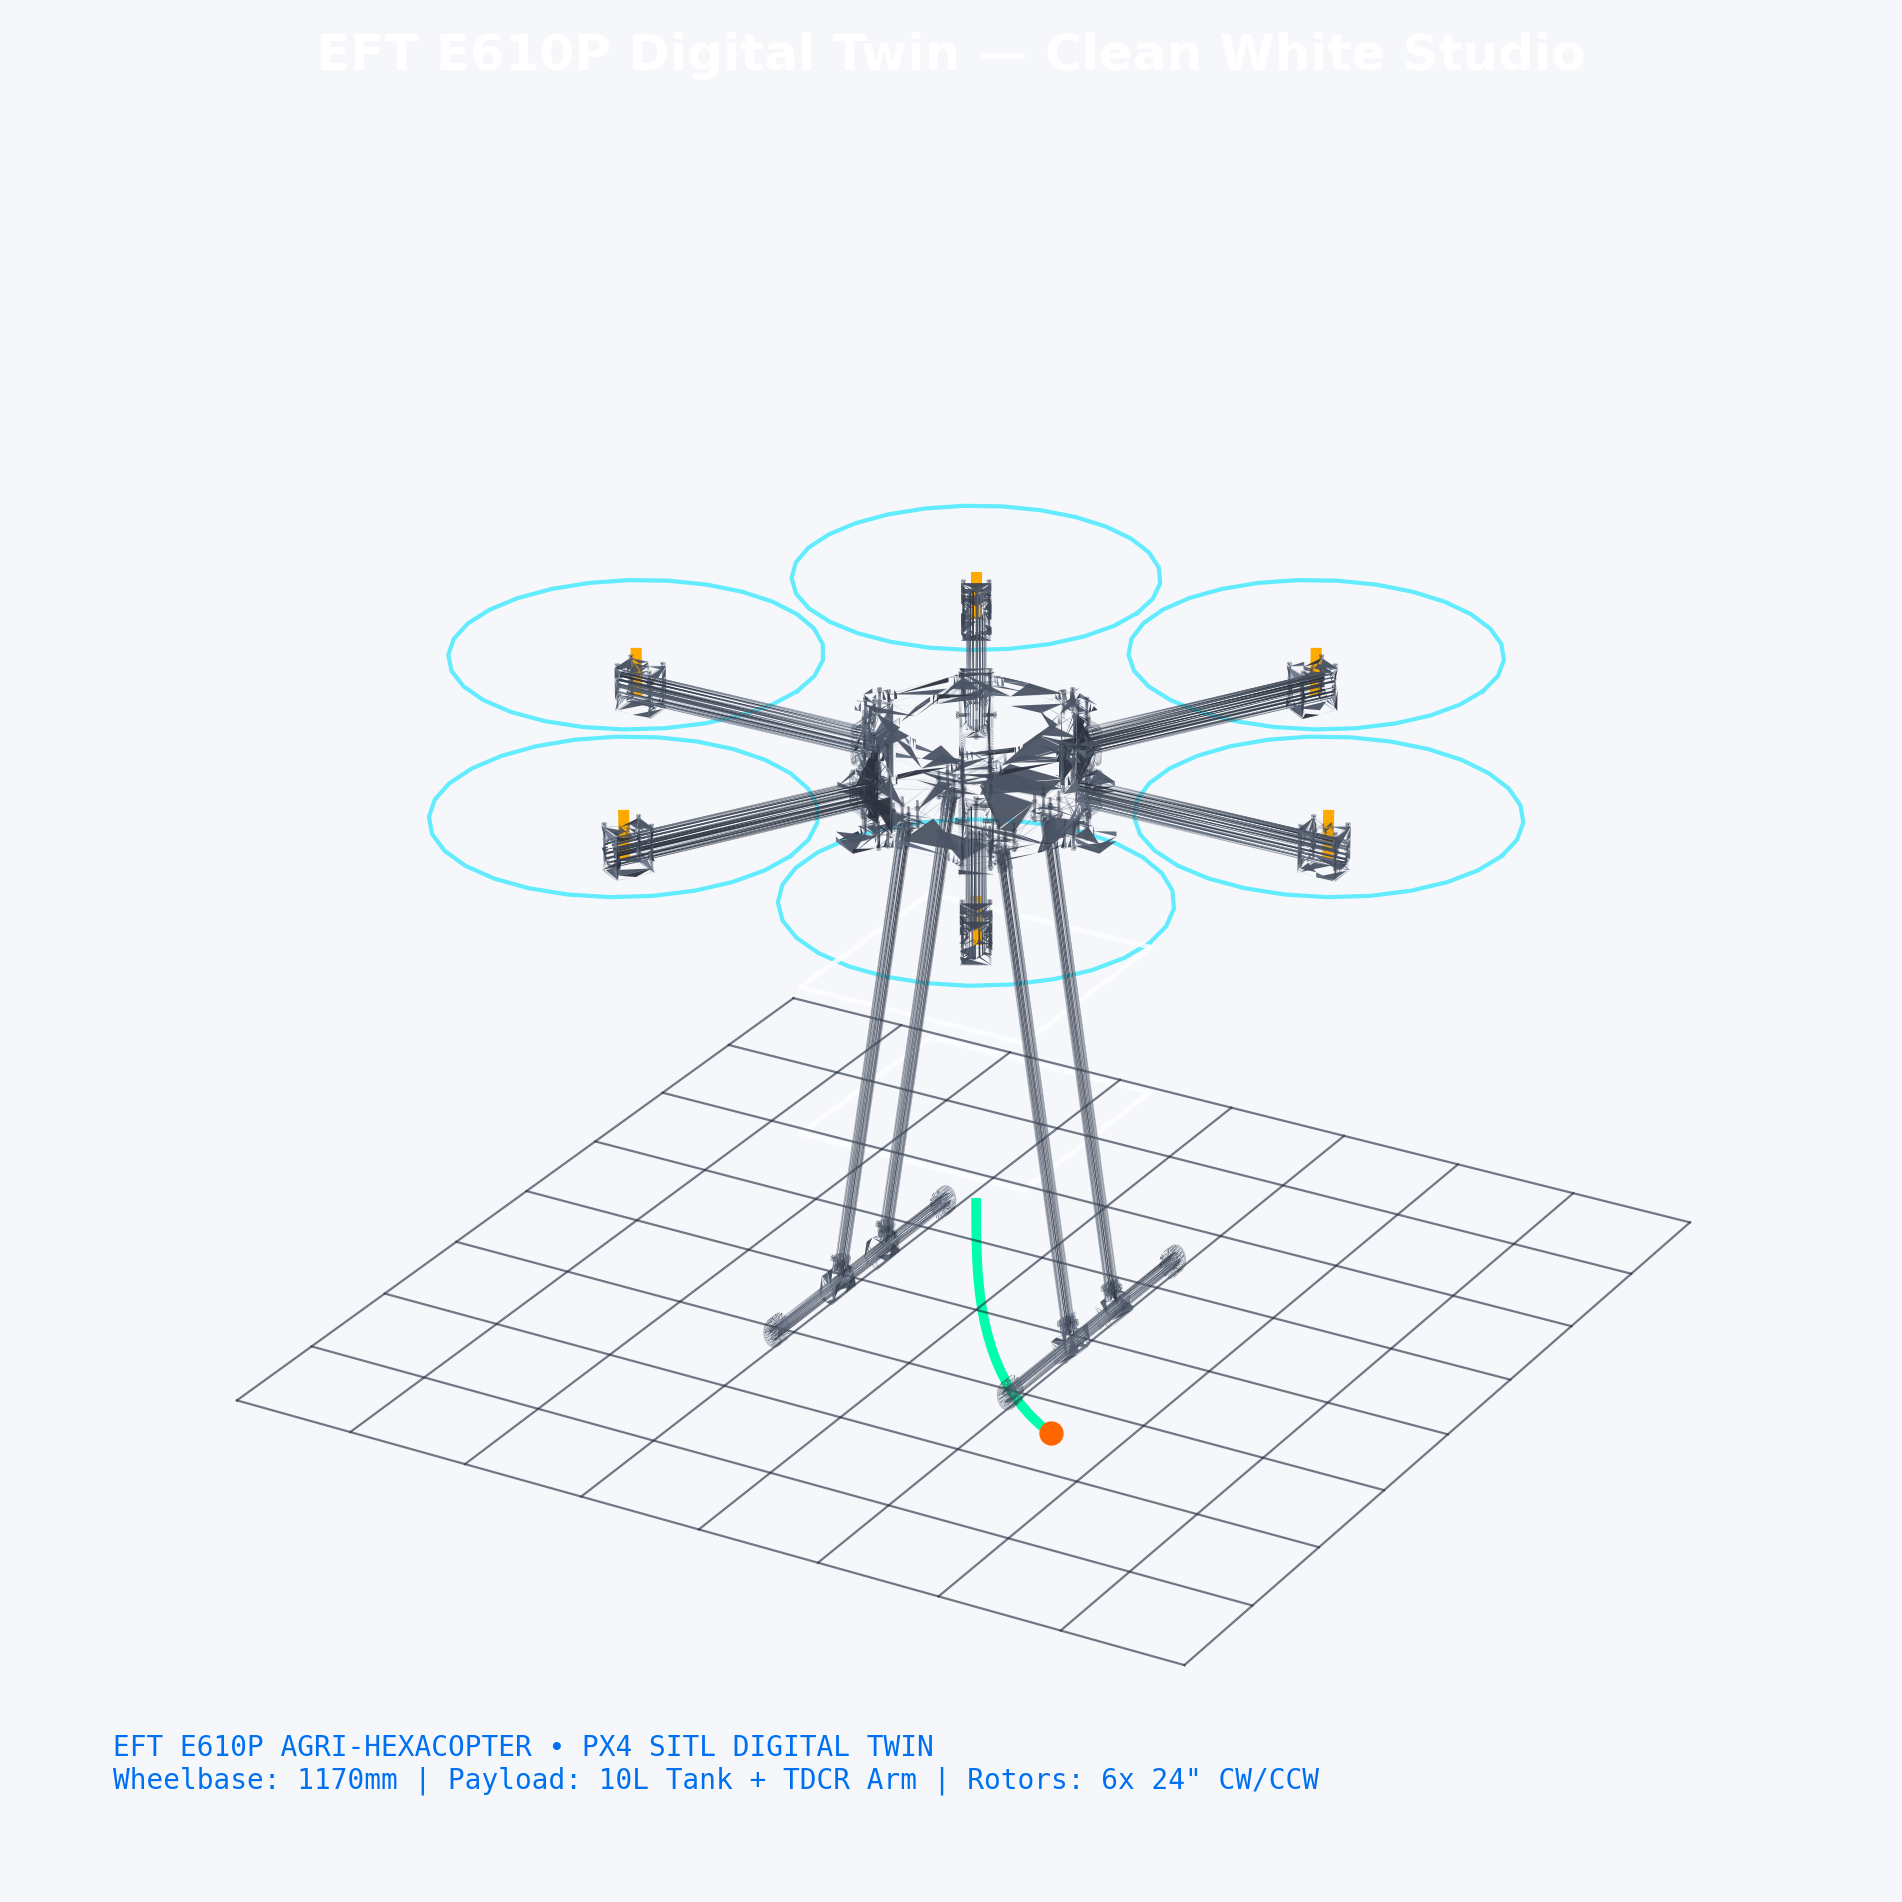 EFT E610P Digital Twin — Clean White Studio
EFT E610P AGRI-HEXACOPTER • PX4 SITL DIGITAL TWIN
Wheelbase: 1170mm | Payload: 10L Tank + TDCR Arm | Rotors: 6x 24" CW/CCW